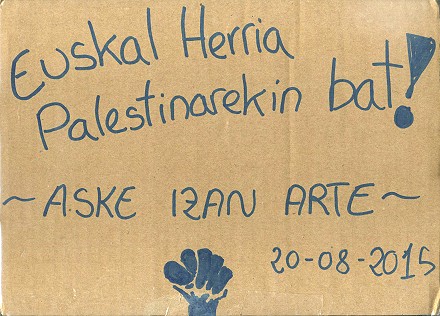 Euskal Herria
Palestinarekin bat!
~ASKE IZAN ARTE~
20-08-2015